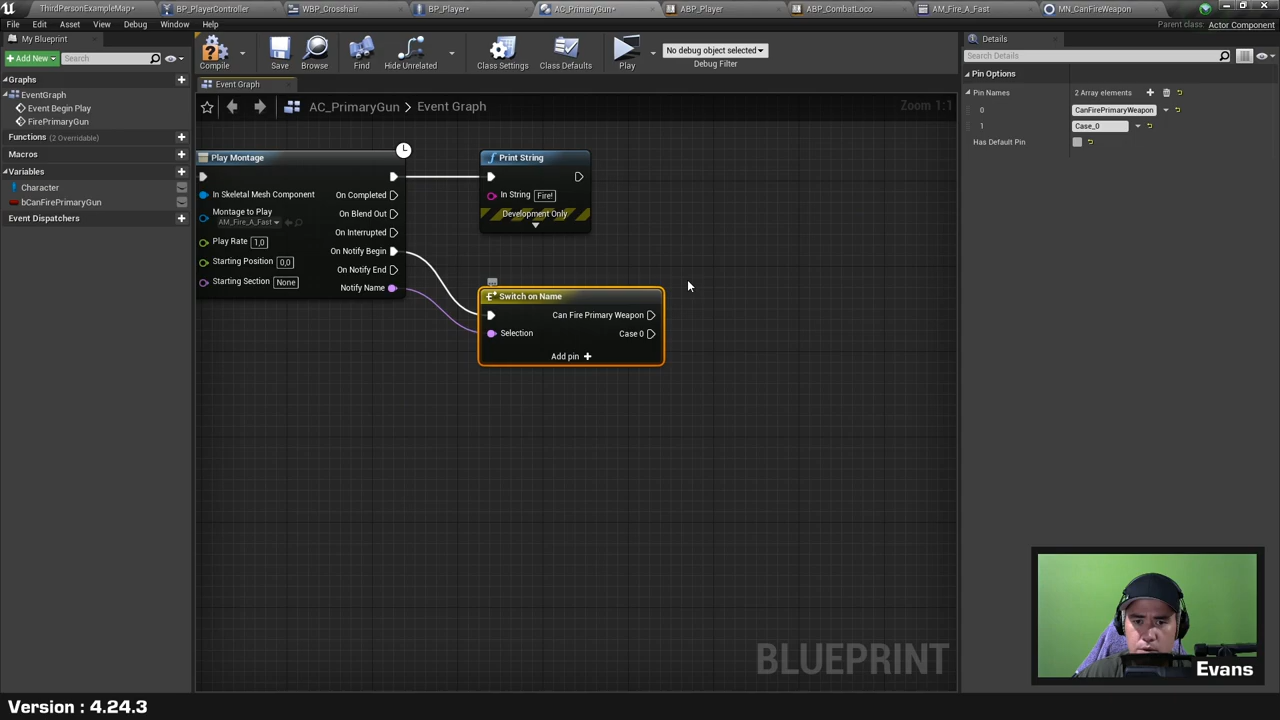 ThirdPersonExampleMap*
BP_PlayerController
WBP_Crosshair
BP_Player*
AC_PrimaryGun*
ABP_Player
ABP_CombatLoco
AM_Fire_A_Fast
MN_CanFireWeapon
File Edit Asset View Debug Window Help
Parent class: Actor Component
My Blueprint
Add New Search
Graphs
EventGraph
Event Begin Play
FirePrimaryGun
Functions (2 Overridable)
Macros
Variables
Character
bCanFirePrimaryGun
Event Dispatchers
Compile
Save
Browse
Find
Hide Unrelated
Class Settings
Class Defaults
Play
No debug object selected
Debug Filter
Event Graph
AC_PrimaryGun > Event Graph
Zoom 1:1
Play Montage
In Skeletal Mesh Component
Montage to Play
AM_Fire_A_Fast
Play Rate 1,0
Starting Position 0,0
Starting Section None
On Completed
On Blend Out
On Interrupted
On Notify Begin
On Notify End
Notify Name
Print String
In String Fire!
Development Only
Switch on Name
Selection
Can Fire Primary Weapon
Case 0
Add pin
BLUEPRINT
Details
Search Details
Pin Options
Pin Names 2 Array elements
0 CanFirePrimaryWeapon
1 Case_0
Has Default Pin
Evans
Version : 4.24.3